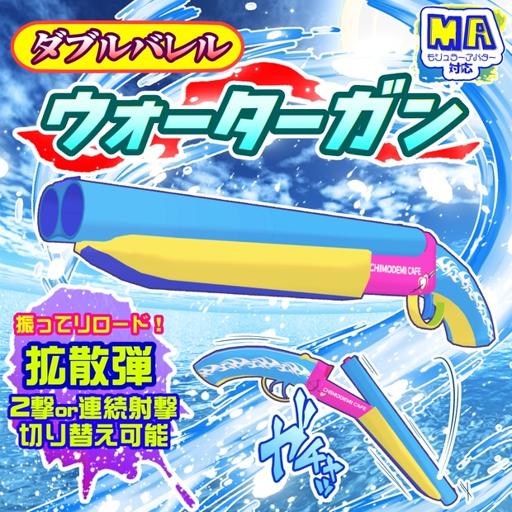 ダブルバレル
MA
モジュラーアバター
対応
ウォーターガン
CHIMODEMI CAFE
振ってリロード！
拡散弾
2撃or連続射撃
切り替え可能
CHIMODEMI CAFE
ガチャッ